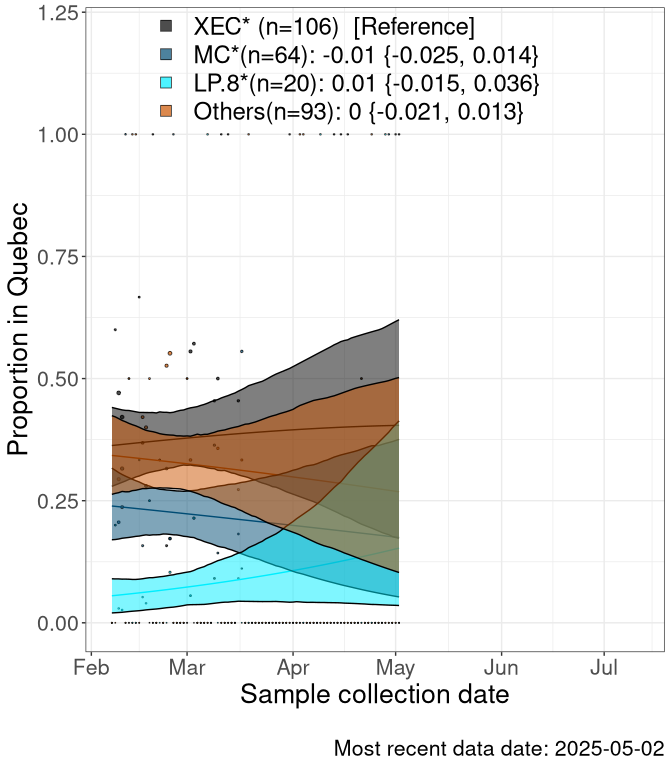 XEC* (n=106) [Reference]
MC*(n=64): -0.01 {-0.025, 0.014}
LP.8*(n=20): 0.01 {-0.015, 0.036}
Others(n=93): 0 {-0.021, 0.013}
1.25
1.00
0.75
0.50
0.25
0.00
Proportion in Quebec
Feb Mar Apr May Jun Jul
Sample collection date
Most recent data date: 2025-05-02